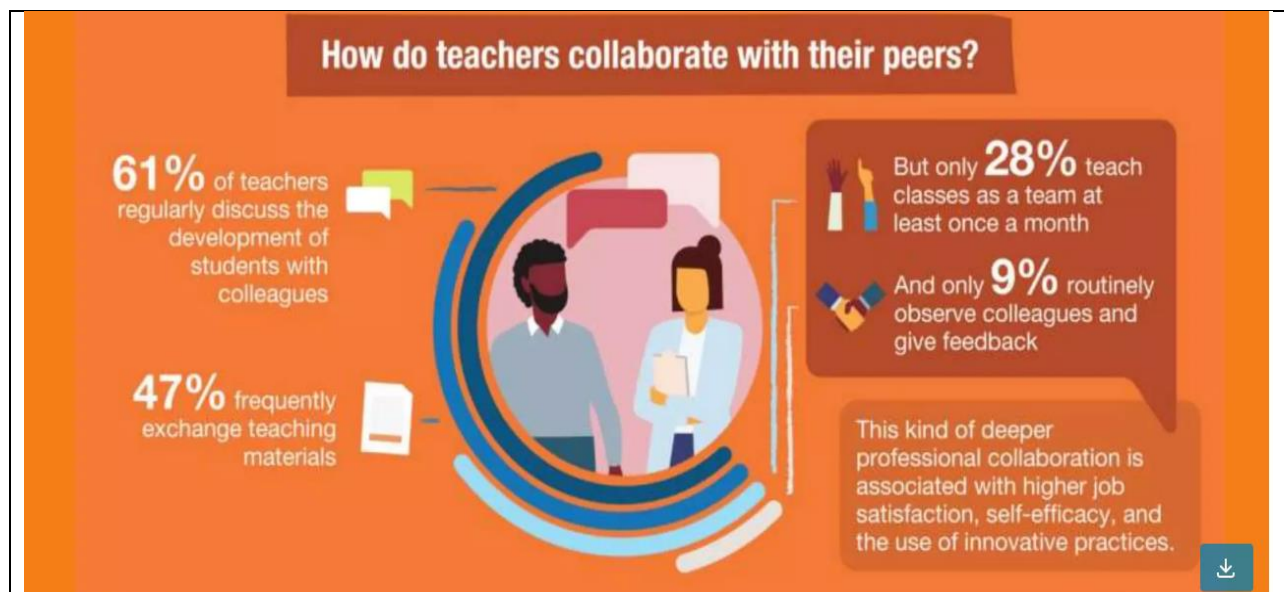 How do teachers collaborate with their peers?
61% of teachers
regularly discuss the
development of
students with
colleagues
47% frequently
exchange teaching
materials
But only 28% teach
classes as a team at
least once a month
And only 9% routinely
observe colleagues and
give feedback
This kind of deeper
professional collaboration is
associated with higher job
satisfaction, self-efficacy, and
the use of innovative practices.